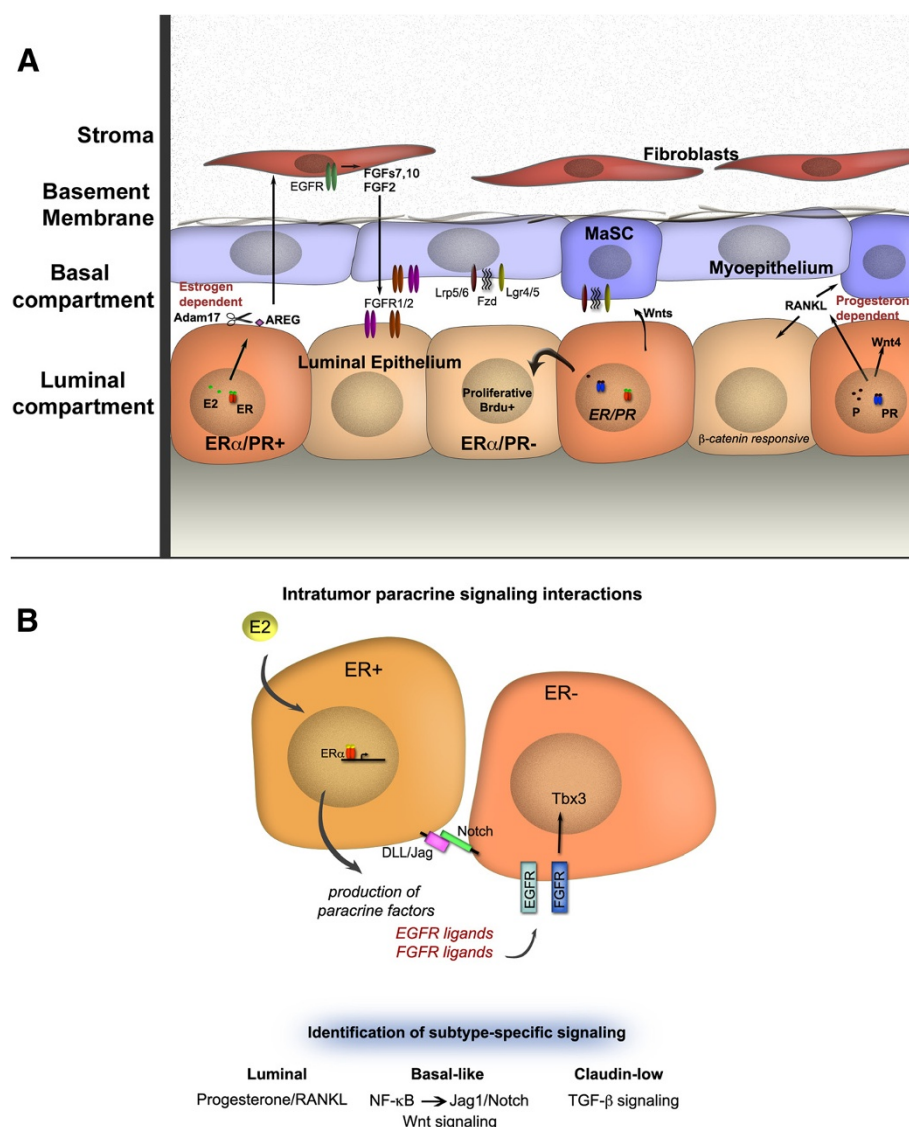 A
Stroma
Basement
Membrane
Basal
compartment
Luminal
compartment
EGFR
FGFs7,10
FGF2
Fibroblasts
MaSC
Myoepithelium
Estrogen
dependent
Adam17
AREG
FGFR1/2
Lrp5/6
Fzd
Lgr4/5
Wnts
RANKL
Progesterone
dependent
Wnt4
Luminal Epithelium
E2
ER
ERα/PR+
Proliferative
Brdu+
ERα/PR-
ER/PR
β-catenin responsive
P
PR
B
Intratumor paracrine signaling interactions
E2
ER+
ER-
ERα
Tbx3
Notch
DLL/Jag
EGFR
FGFR
production of
paracrine factors
EGFR ligands
FGFR ligands
Identification of subtype-specific signaling
Luminal
Basal-like
Claudin-low
Progesterone/RANKL
NF-κB → Jag1/Notch
TGF-β signaling
Wnt signaling